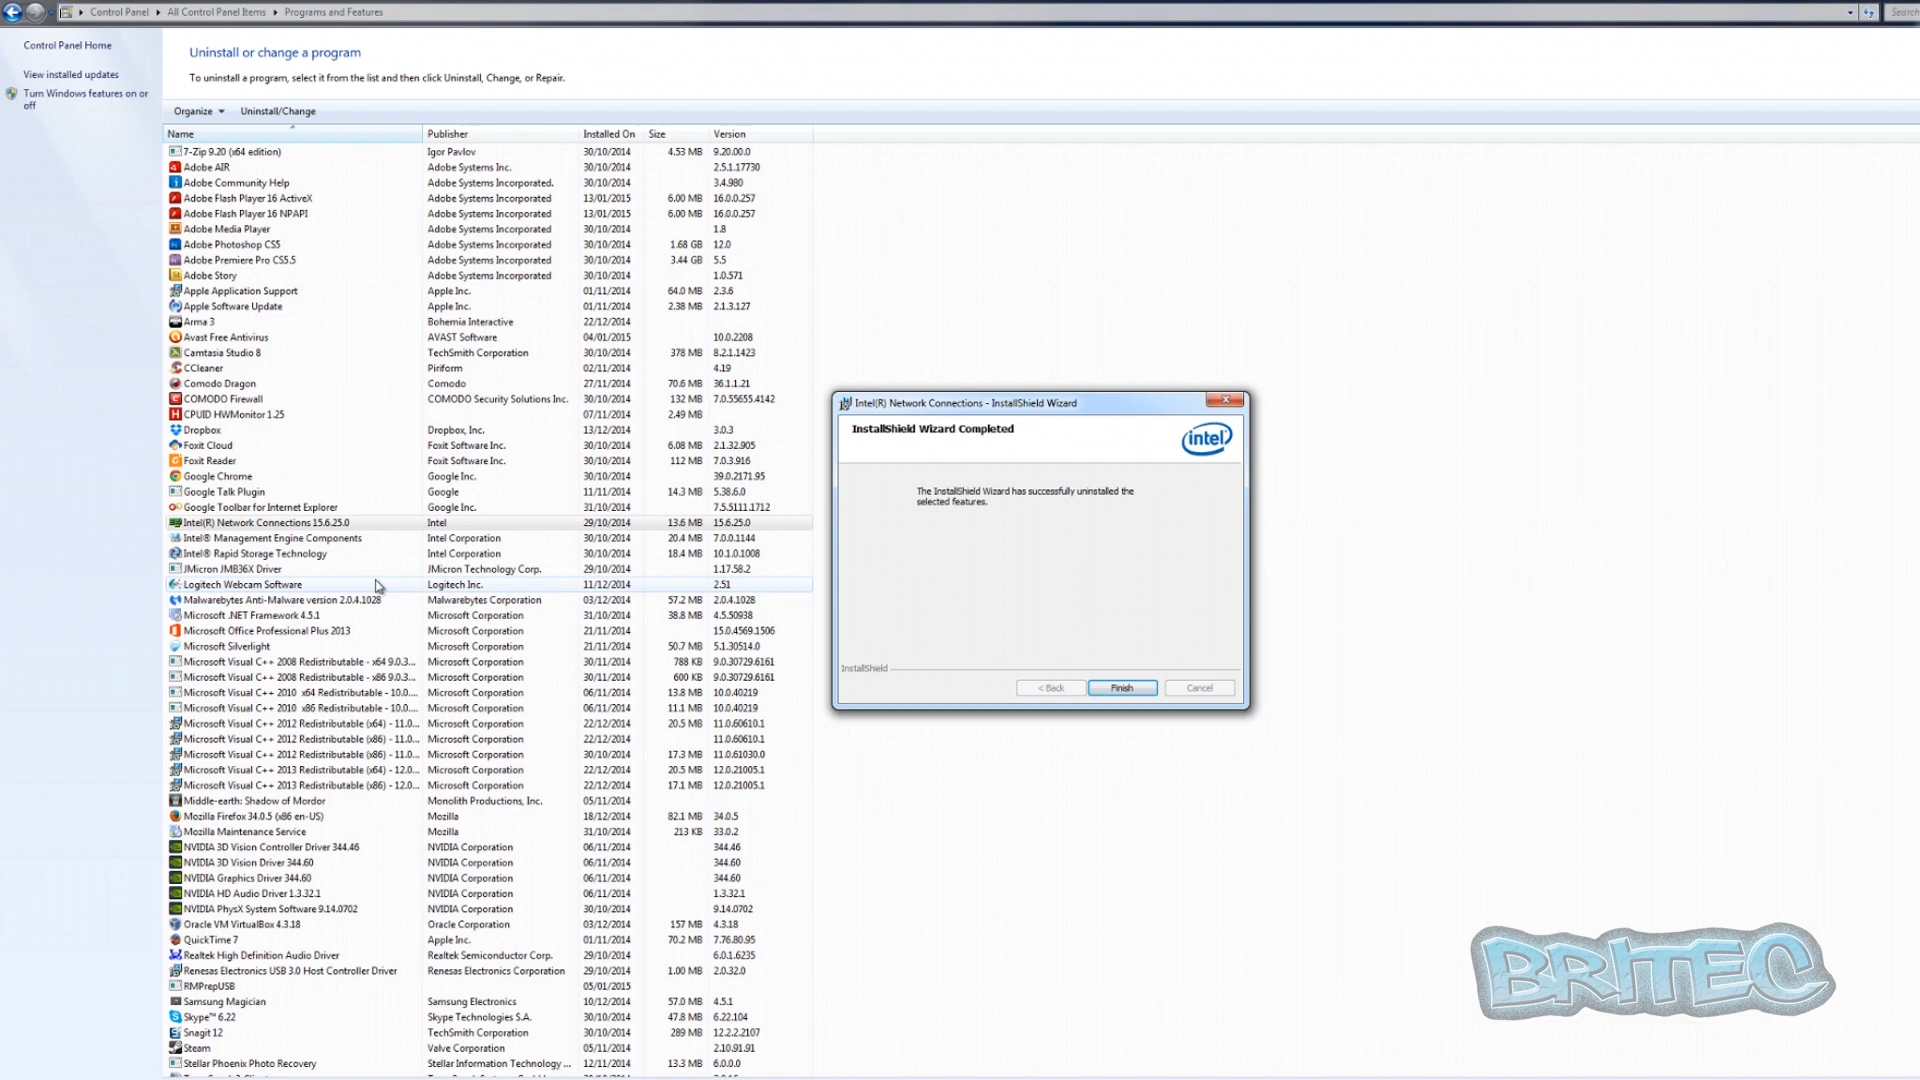 Control Panel ▸ All Control Panel Items ▸ Programs and Features
Search
Control Panel Home
View installed updates
Turn Windows features on or
off
Uninstall or change a program
To uninstall a program, select it from the list and then click Uninstall, Change, or Repair.
Organize Uninstall/Change
Name Publisher Installed On Size Version
7-Zip 9.20 (x64 edition) Igor Pavlov 30/10/2014 4.53 MB 9.20.00.0
Adobe AIR Adobe Systems Inc. 30/10/2014 2.5.1.17730
Adobe Community Help Adobe Systems Incorporated. 30/10/2014 3.4.980
Adobe Flash Player 16 ActiveX Adobe Systems Incorporated 13/01/2015 6.00 MB 16.0.0.257
Adobe Flash Player 16 NPAPI Adobe Systems Incorporated 13/01/2015 6.00 MB 16.0.0.257
Adobe Media Player Adobe Systems Incorporated 30/10/2014 1.8
Adobe Photoshop CS5 Adobe Systems Incorporated 30/10/2014 1.68 GB 12.0
Adobe Premiere Pro CS5.5 Adobe Systems Incorporated 30/10/2014 3.44 GB 5.5
Adobe Story Adobe Systems Incorporated 30/10/2014 1.0.571
Apple Application Support Apple Inc. 01/11/2014 64.0 MB 2.3.6
Apple Software Update Apple Inc. 01/11/2014 2.38 MB 2.1.3.127
Arma 3 Bohemia Interactive 22/12/2014
Avast Free Antivirus AVAST Software 04/01/2015 10.0.2208
Camtasia Studio 8 TechSmith Corporation 30/10/2014 378 MB 8.2.1.1423
CCleaner Piriform 02/11/2014 4.19
Comodo Dragon Comodo 27/11/2014 70.6 MB 36.1.1.21
COMODO Firewall COMODO Security Solutions Inc. 30/10/2014 132 MB 7.0.55655.4142
CPUID HWMonitor 1.25 07/11/2014 2.49 MB
Dropbox Dropbox, Inc. 13/12/2014 3.0.3
Foxit Cloud Foxit Software Inc. 30/10/2014 6.08 MB 2.1.32.905
Foxit Reader Foxit Software Inc. 30/10/2014 112 MB 7.0.3.916
Google Chrome Google Inc. 30/10/2014 39.0.2171.95
Google Talk Plugin Google 11/11/2014 14.3 MB 5.38.6.0
Google Toolbar for Internet Explorer Google Inc. 31/10/2014 7.5.5111.1712
Intel(R) Network Connections 15.6.25.0 Intel 29/10/2014 13.6 MB 15.6.25.0
Intel® Management Engine Components Intel Corporation 30/10/2014 20.4 MB 7.0.0.1144
Intel® Rapid Storage Technology Intel Corporation 30/10/2014 18.4 MB 10.1.0.1008
JMicron JMB36X Driver JMicron Technology Corp. 30/10/2014 1.17.58.2
Logitech Webcam Software Logitech Inc. 11/12/2014 2.51
Malwarebytes Anti-Malware version 2.0.4.1028 Malwarebytes Corporation 03/12/2014 57.2 MB 2.0.4.1028
Microsoft .NET Framework 4.5.1 Microsoft Corporation 31/10/2014 38.8 MB 4.5.50938
Microsoft Office Professional Plus 2013 Microsoft Corporation 21/11/2014 15.0.4569.1506
Microsoft Silverlight Microsoft Corporation 21/11/2014 50.7 MB 5.1.30514.0
Microsoft Visual C++ 2008 Redistributable - x64 9.0.3... Microsoft Corporation 30/11/2014 788 KB 9.0.30729.6161
Microsoft Visual C++ 2008 Redistributable - x86 9.0.3... Microsoft Corporation 30/11/2014 600 KB 9.0.30729.6161
Microsoft Visual C++ 2010 x64 Redistributable - 10.0.... Microsoft Corporation 06/11/2014 13.8 MB 10.0.40219
Microsoft Visual C++ 2010 x86 Redistributable - 10.0.... Microsoft Corporation 06/11/2014 11.1 MB 10.0.40219
Microsoft Visual C++ 2012 Redistributable (x64) - 11.0... Microsoft Corporation 22/12/2014 20.5 MB 11.0.60610.1
Microsoft Visual C++ 2012 Redistributable (x86) - 11.0... Microsoft Corporation 22/12/2014 11.0.60610.1
Microsoft Visual C++ 2012 Redistributable (x86) - 11.0... Microsoft Corporation 30/10/2014 17.3 MB 11.0.61030.0
Microsoft Visual C++ 2013 Redistributable (x64) - 12.0... Microsoft Corporation 22/12/2014 20.5 MB 12.0.21005.1
Microsoft Visual C++ 2013 Redistributable (x86) - 12.0... Microsoft Corporation 22/12/2014 17.1 MB 12.0.21005.1
Middle-earth: Shadow of Mordor Monolith Productions, Inc. 05/11/2014
Mozilla Firefox 34.0.5 (x86 en-US) Mozilla 18/12/2014 82.1 MB 34.0.5
Mozilla Maintenance Service Mozilla 31/10/2014 213 KB 33.0.2
NVIDIA 3D Vision Controller Driver 344.46 NVIDIA Corporation 06/11/2014 344.46
NVIDIA 3D Vision Driver 344.60 NVIDIA Corporation 06/11/2014 344.60
NVIDIA Graphics Driver 344.60 NVIDIA Corporation 06/11/2014 344.60
NVIDIA HD Audio Driver 1.3.32.1 NVIDIA Corporation 06/11/2014 1.3.32.1
NVIDIA PhysX System Software 9.14.0702 NVIDIA Corporation 30/10/2014 9.14.0702
Oracle VM VirtualBox 4.3.18 Oracle Corporation 03/12/2014 157 MB 4.3.18
QuickTime 7 Apple Inc. 01/11/2014 70.2 MB 7.76.80.95
Realtek High Definition Audio Driver Realtek Semiconductor Corp. 29/10/2014 6.0.1.6235
Renesas Electronics USB 3.0 Host Controller Driver Renesas Electronics Corporation 29/10/2014 1.00 MB 2.0.32.0
RMPrepUSB 05/01/2015
Samsung Magician Samsung Electronics 10/12/2014 57.0 MB 4.5.1
Skype™ 6.22 Skype Technologies S.A. 30/10/2014 47.8 MB 6.22.104
Snagit 12 TechSmith Corporation 30/10/2014 289 MB 12.2.2.2107
Steam Valve Corporation 05/11/2014 2.10.91.91
Stellar Phoenix Photo Recovery Stellar Information Technology ... 12/11/2014 13.3 MB 6.0.0.0
Intel(R) Network Connections - InstallShield Wizard
InstallShield Wizard Completed
intel
The InstallShield Wizard has successfully uninstalled the
selected features.
InstallShield
< Back Finish Cancel
BRITEC